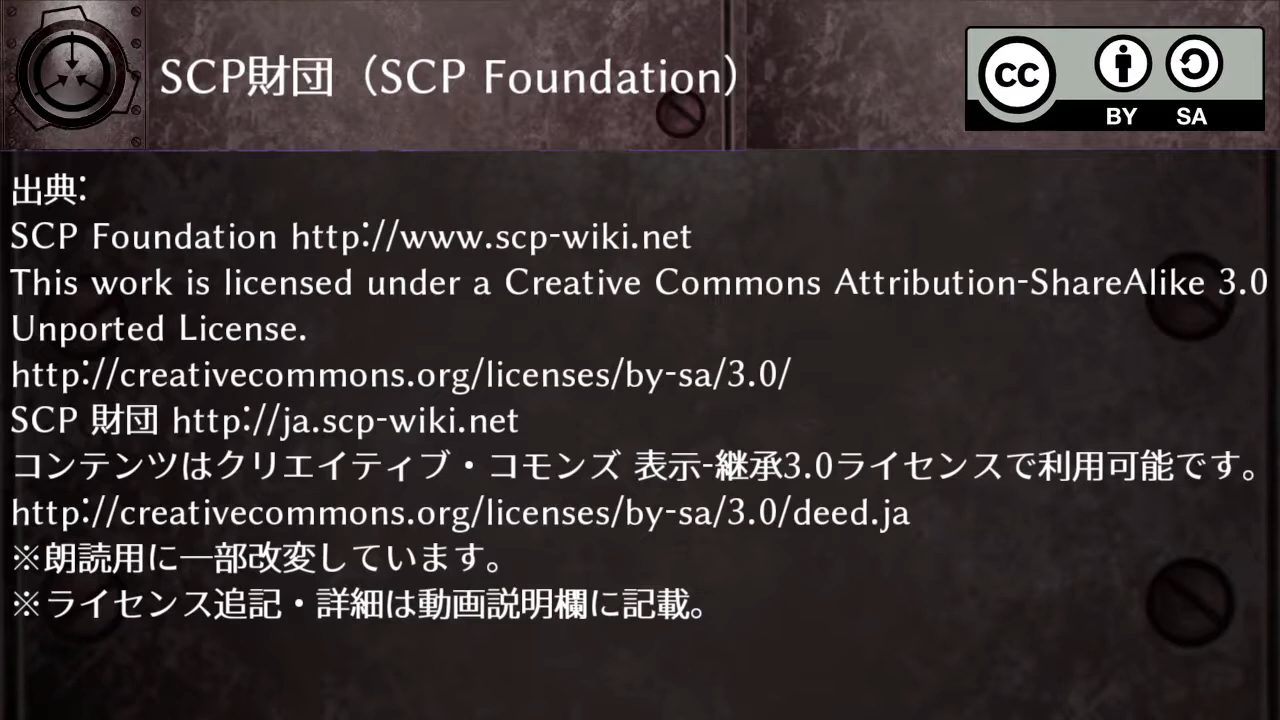 SCP財団（SCP Foundation）
cc BY SA
出典:
SCP Foundation http://www.scp-wiki.net
This work is licensed under a Creative Commons Attribution-ShareAlike 3.0
Unported License.
http://creativecommons.org/licenses/by-sa/3.0/
SCP 財団 http://ja.scp-wiki.net
コンテンツはクリエイティブ・コモンズ 表示-継承3.0ライセンスで利用可能です。
http://creativecommons.org/licenses/by-sa/3.0/deed.ja
※朗読用に一部改変しています。
※ライセンス追記・詳細は動画説明欄に記載。